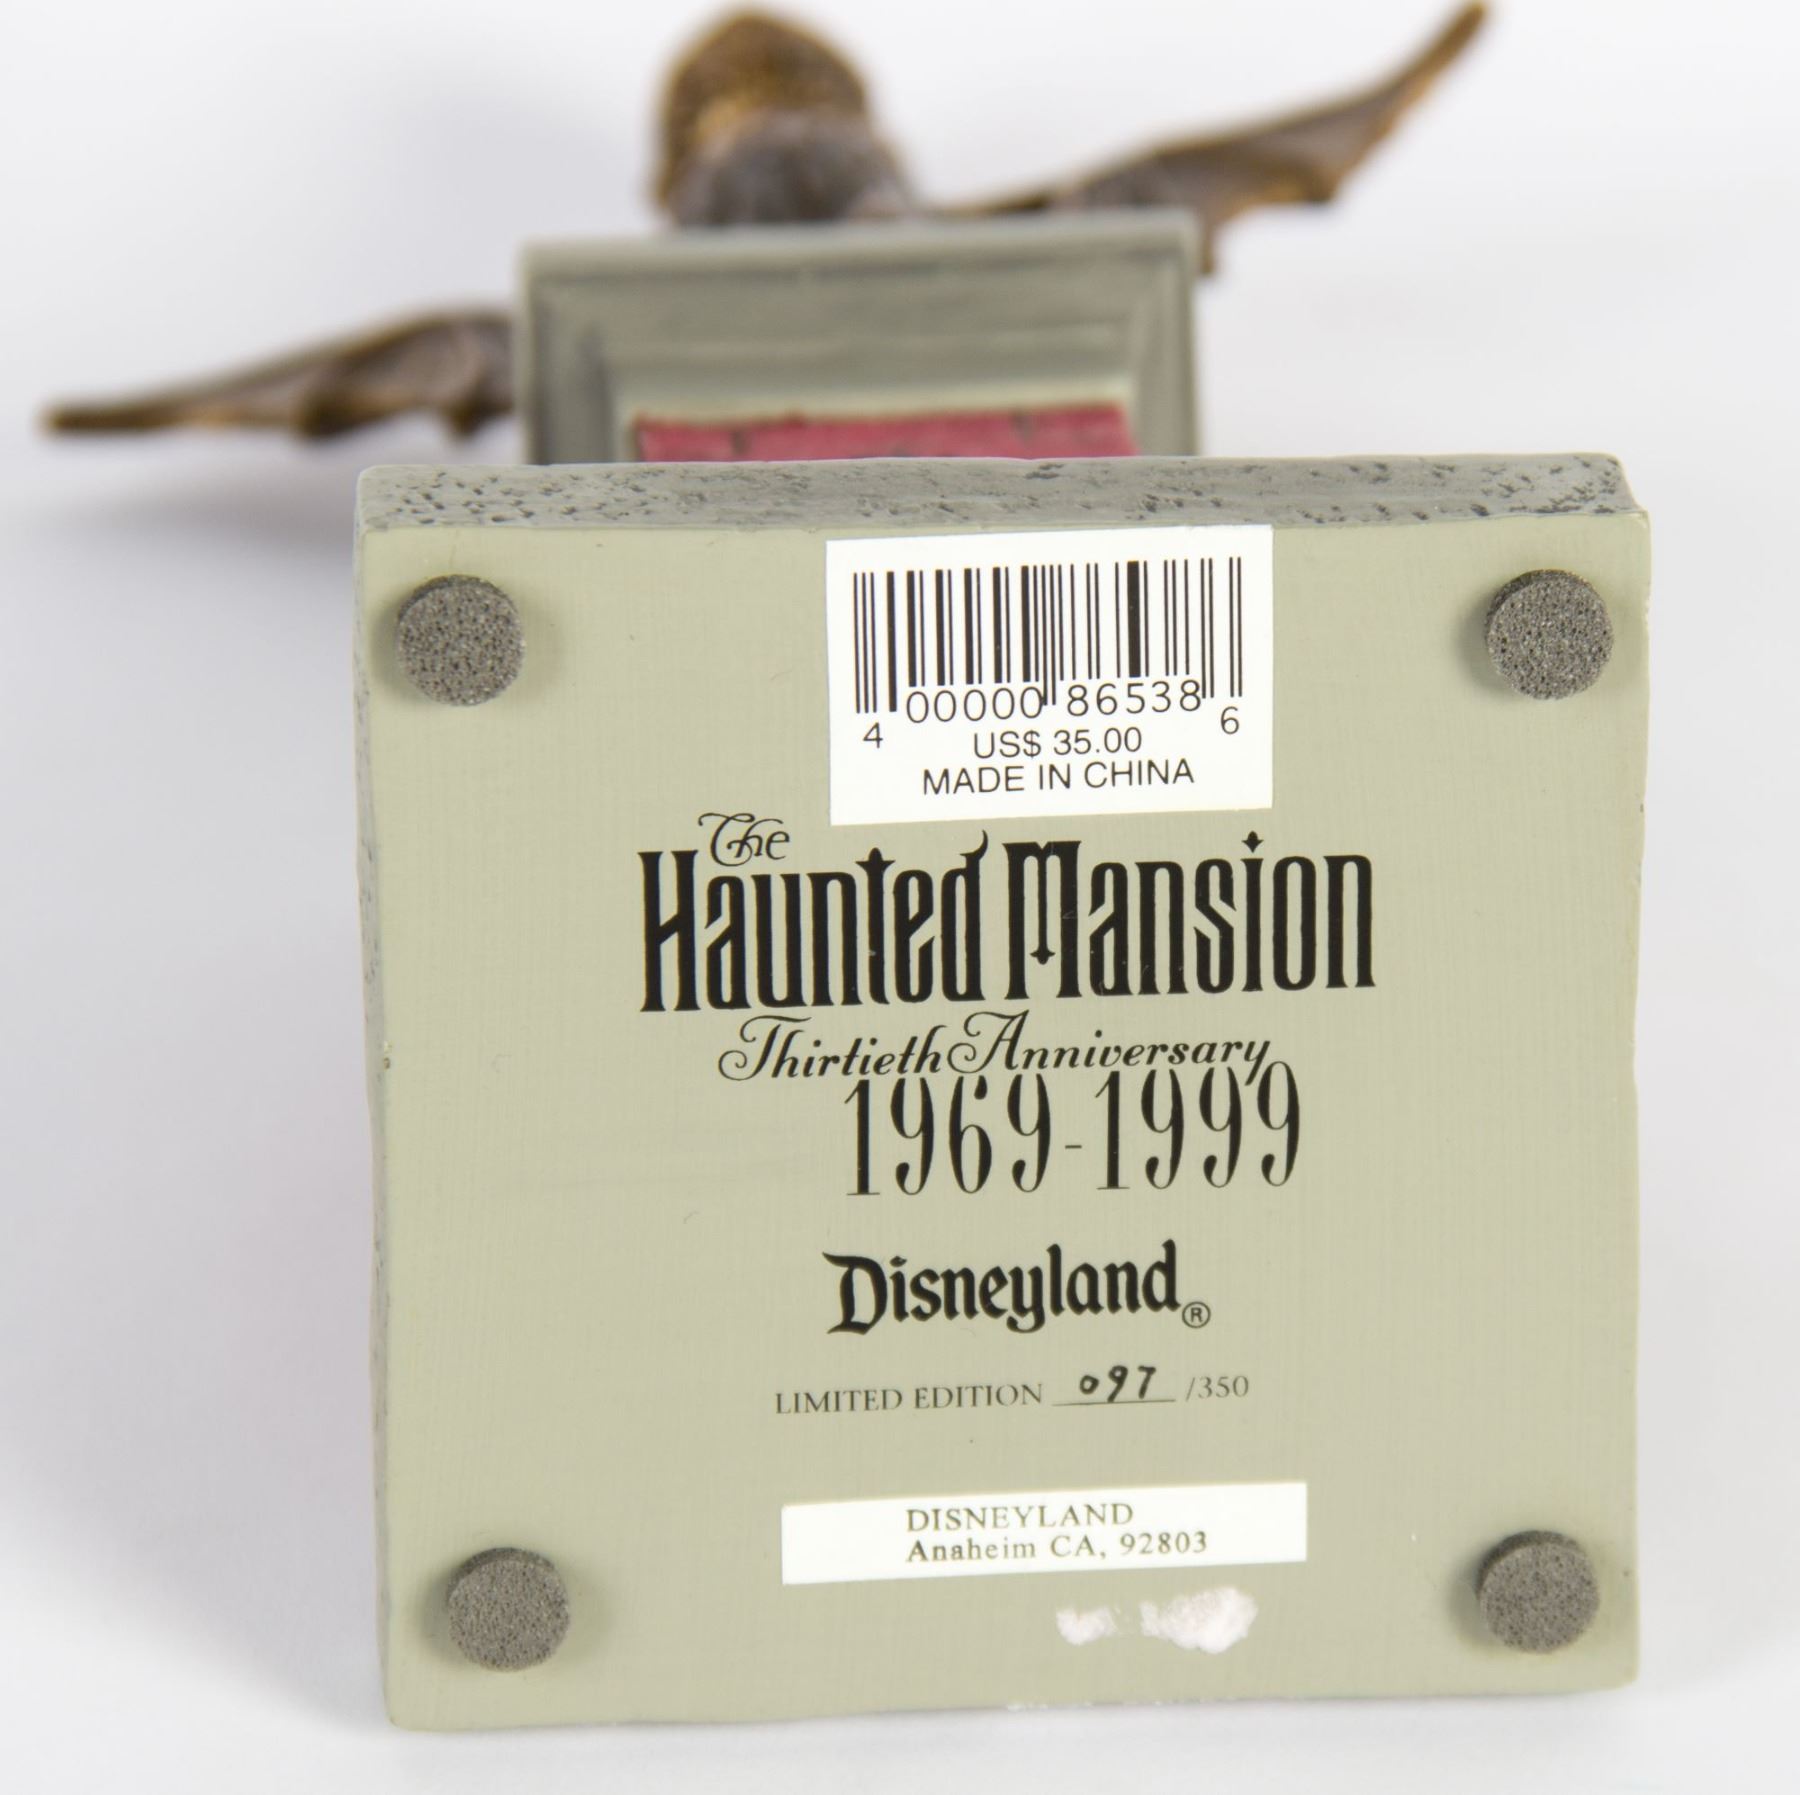 4 00000 86538 6
US$ 35.00
MADE IN CHINA
The
Haunted Mansion
Thirtieth Anniversary
1969-1999
Disneyland®
LIMITED EDITION 097 /350
DISNEYLAND
Anaheim CA, 92803